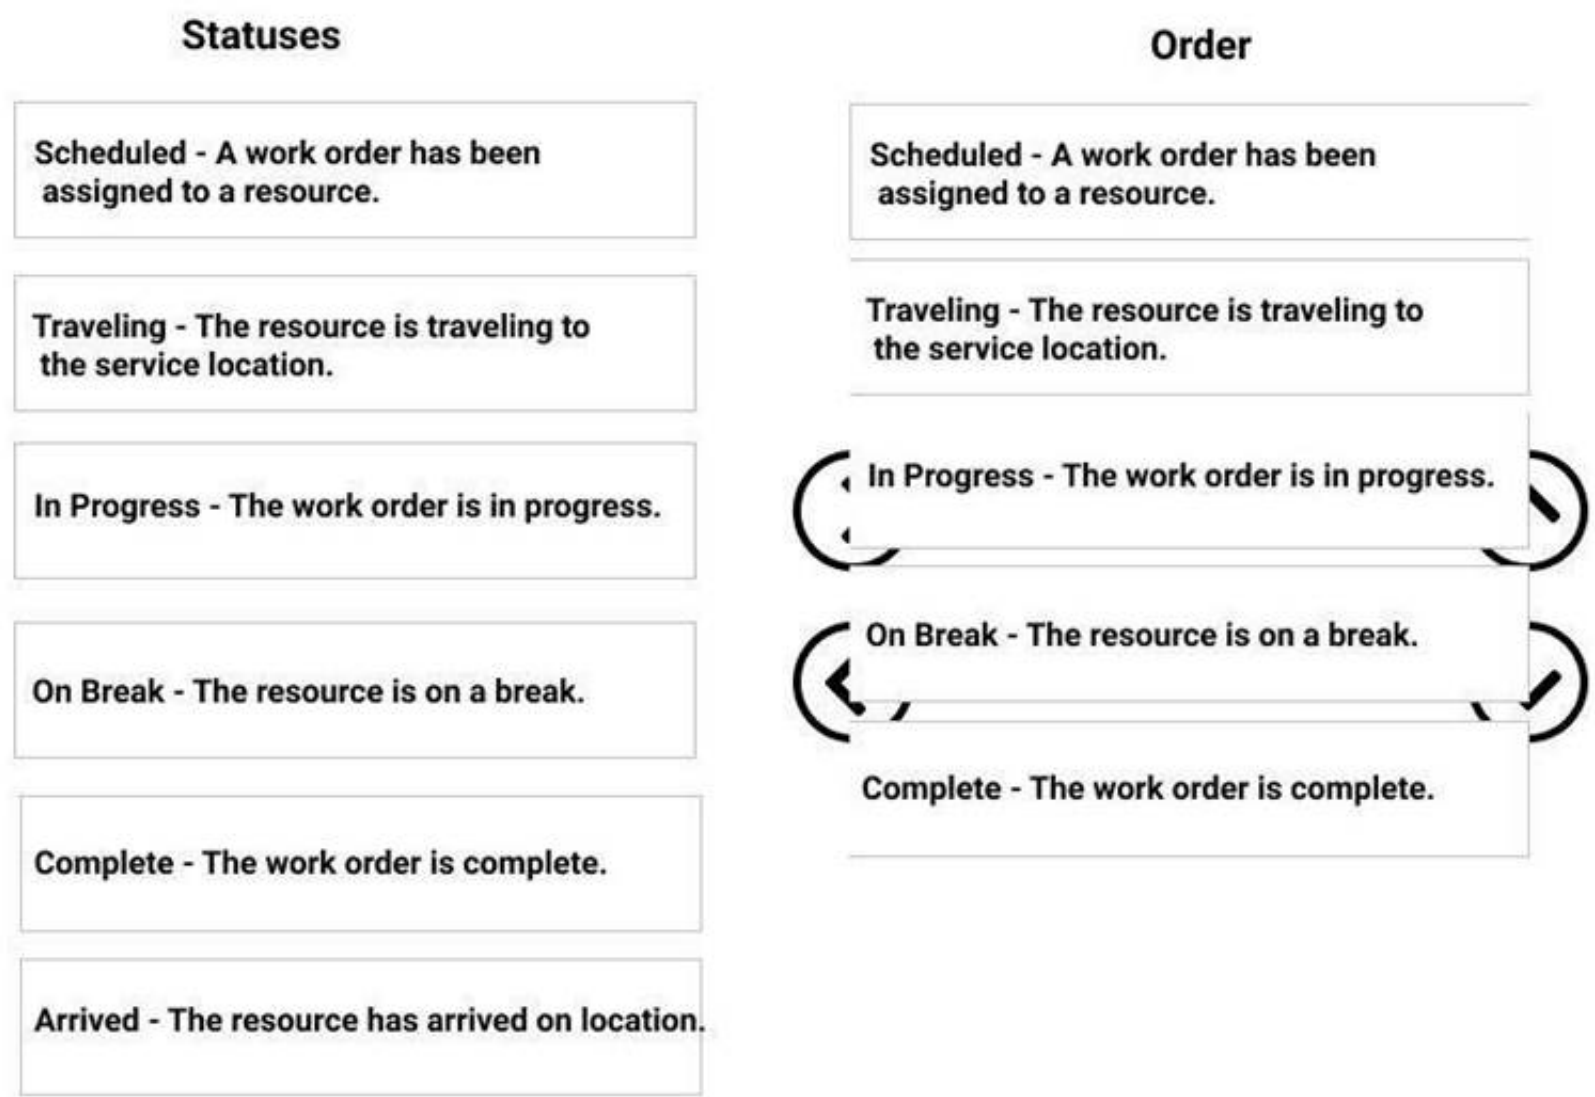 Statuses
Scheduled - A work order has been
assigned to a resource.
Traveling - The resource is traveling to
the service location.
In Progress - The work order is in progress.
On Break - The resource is on a break.
Complete - The work order is complete.
Arrived - The resource has arrived on location.
Order
Scheduled - A work order has been
assigned to a resource.
Traveling - The resource is traveling to
the service location.
In Progress - The work order is in progress.
On Break - The resource is on a break.
Complete - The work order is complete.